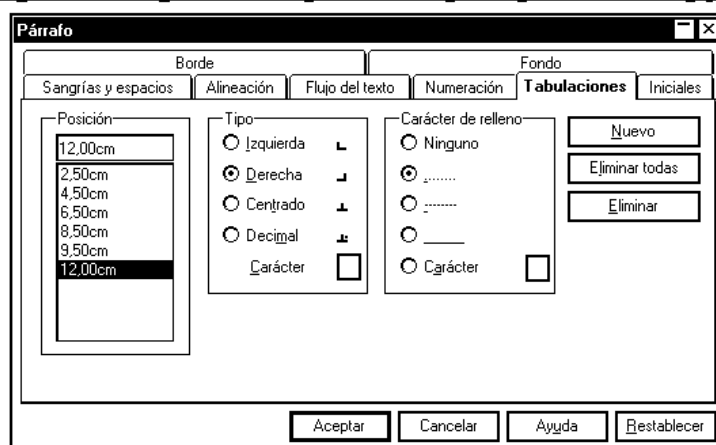 Párrafo
Borde Fondo
Sangrías y espacios Alineación Flujo del texto Numeración Tabulaciones Iniciales
Posición
12,00cm
2,50cm
4,50cm
6,50cm
8,50cm
9,50cm
12,00cm
Tipo
Izquierda
Derecha
Centrado
Decimal
Carácter
Carácter de relleno
Ninguno
.......
-------
_____
Carácter
Nuevo
Eliminar todas
Eliminar
Aceptar Cancelar Ayuda Restablecer